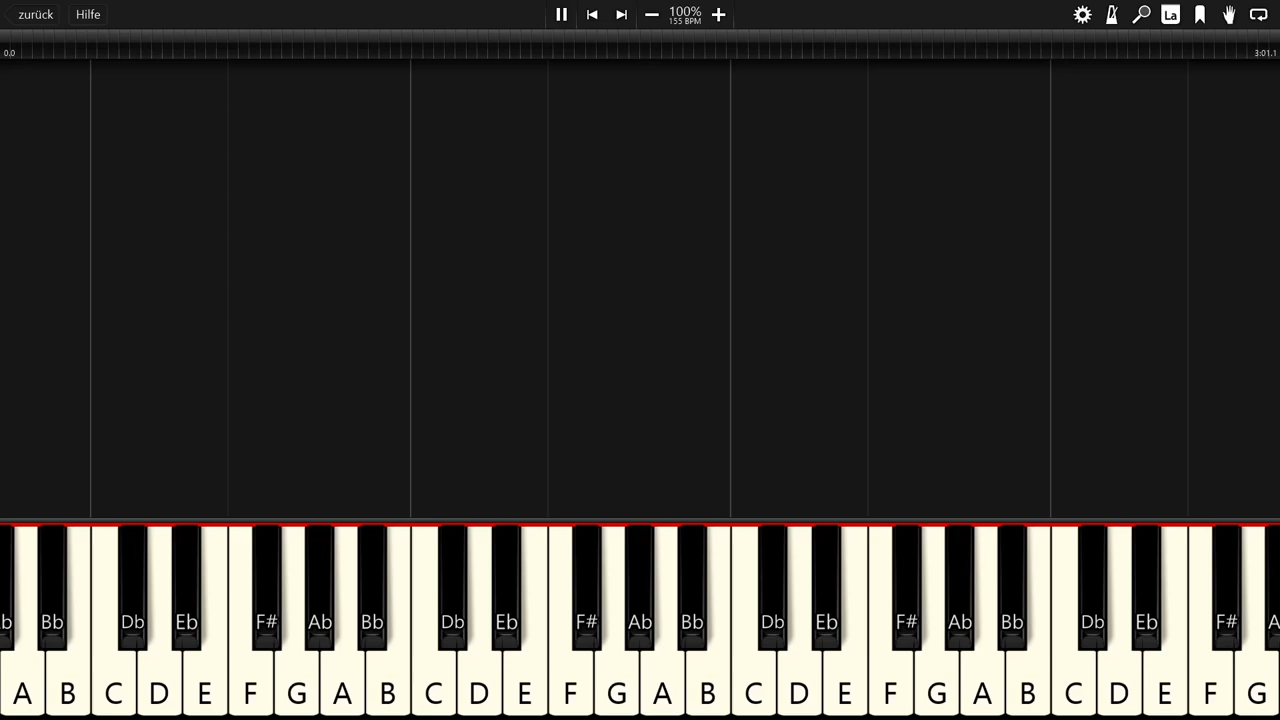 zurück Hilfe 100% La
155 BPM
0,0 3:01.1
b Bb Db Eb F# Ab Bb Db Eb F# Ab Bb Db Eb F# Ab Bb Db Eb F# A
A B C D E F G A B C D E F G A B C D E F G A B C D E F G